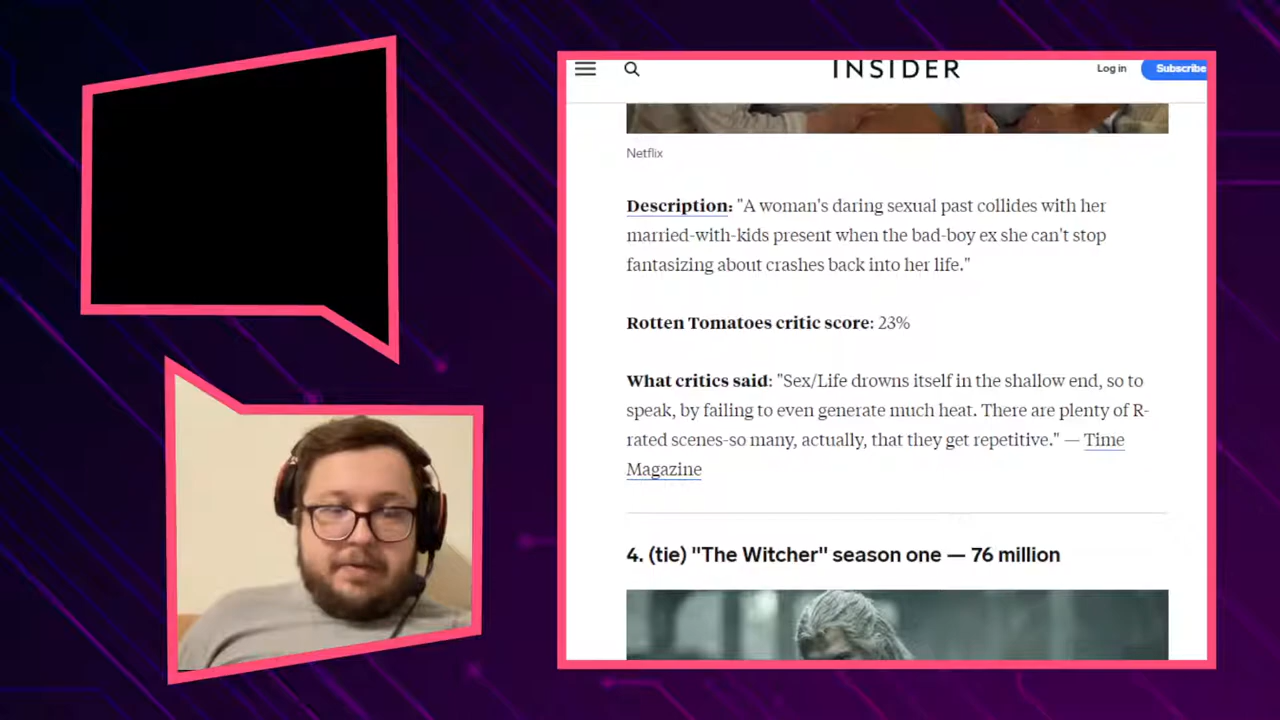 INSIDER
Log in
Subscribe
Netflix
Description: "A woman's daring sexual past collides with her
married-with-kids present when the bad-boy ex she can't stop
fantasizing about crashes back into her life."
Rotten Tomatoes critic score: 23%
What critics said: "Sex/Life drowns itself in the shallow end, so to
speak, by failing to even generate much heat. There are plenty of R-
rated scenes-so many, actually, that they get repetitive." — Time
Magazine
4. (tie) "The Witcher" season one — 76 million